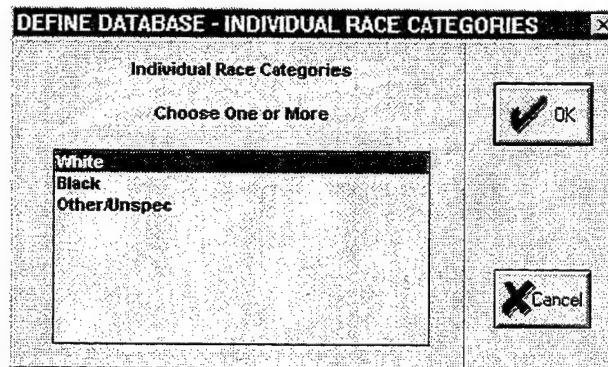 DEFINE DATABASE - INDIVIDUAL RACE CATEGORIES
Individual Race Categories
Choose One or More
White
Black
Other/Unspec
OK
Cancel